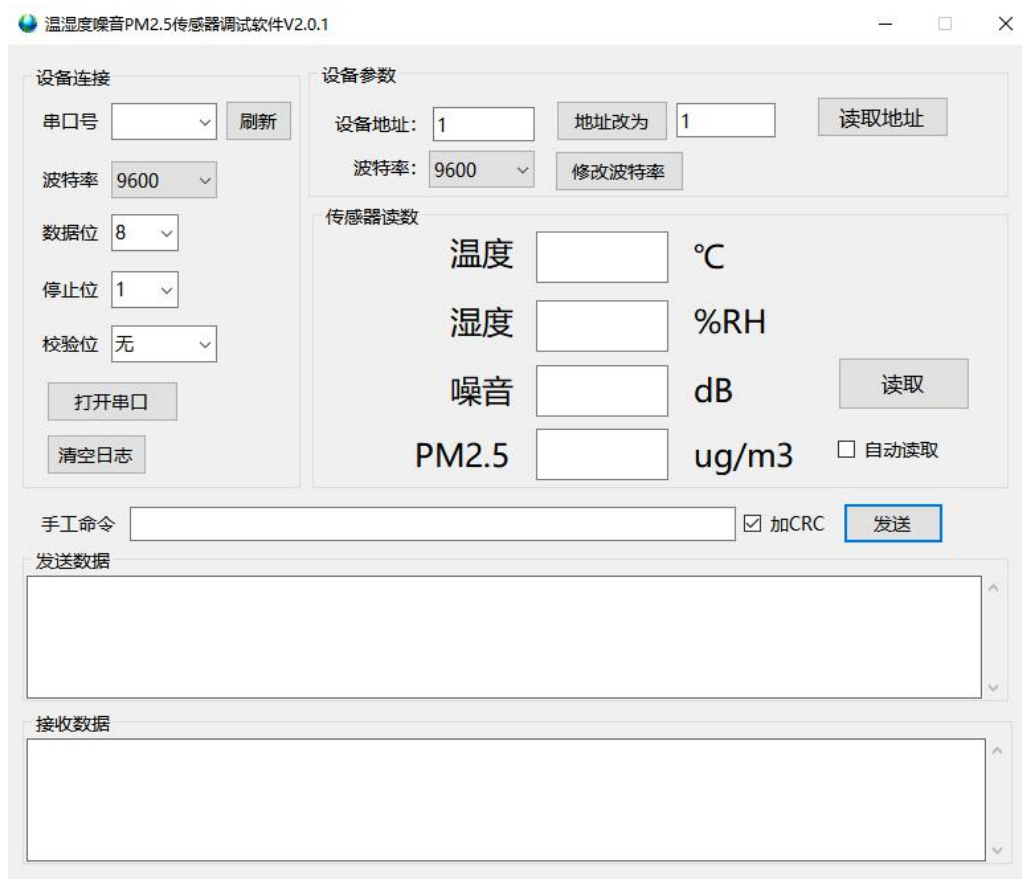 温湿度噪音PM2.5传感器调试软件V2.0.1
设备连接
串口号 刷新
波特率 9600
数据位 8
停止位 1
校验位 无
打开串口
清空日志
设备参数
设备地址: 1 地址改为 1 读取地址
波特率: 9600 修改波特率
传感器读数
温度 ℃
湿度 %RH
噪音 dB 读取
PM2.5 ug/m3 自动读取
手工命令 加CRC 发送
发送数据
接收数据